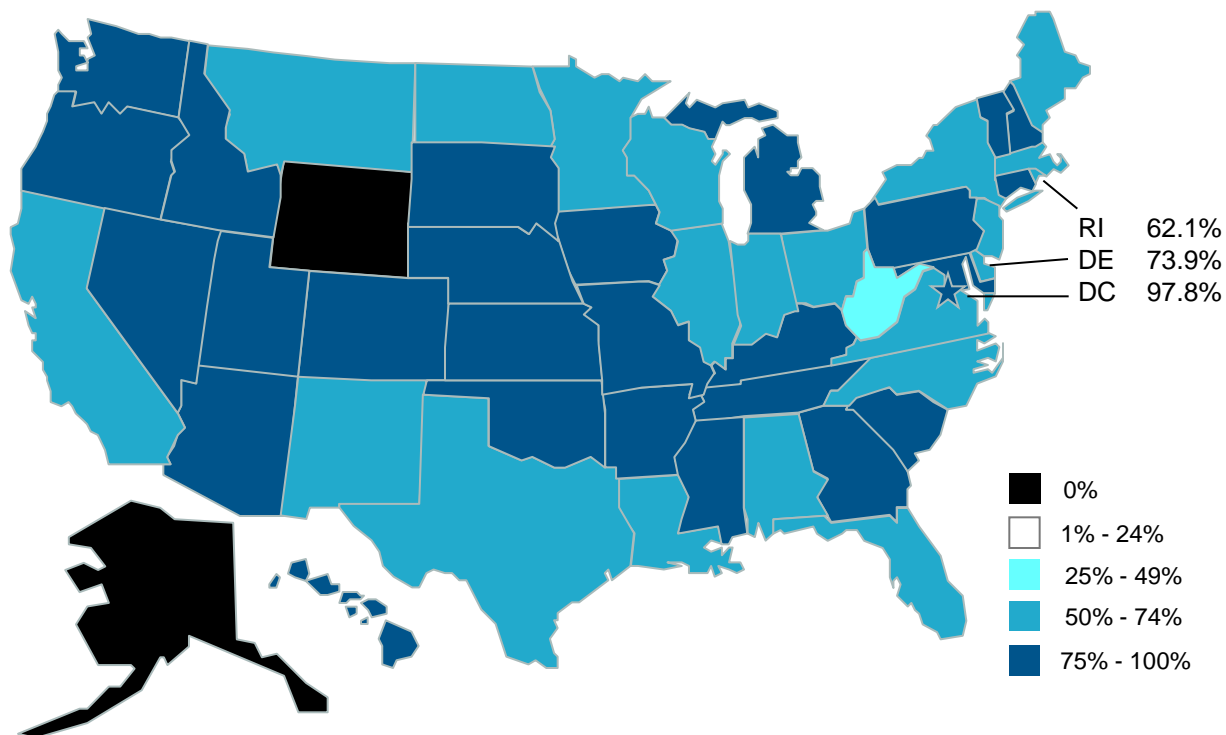 RI 62.1%
DE 73.9%
DC 97.8%
0%
1% - 24%
25% - 49%
50% - 74%
75% - 100%